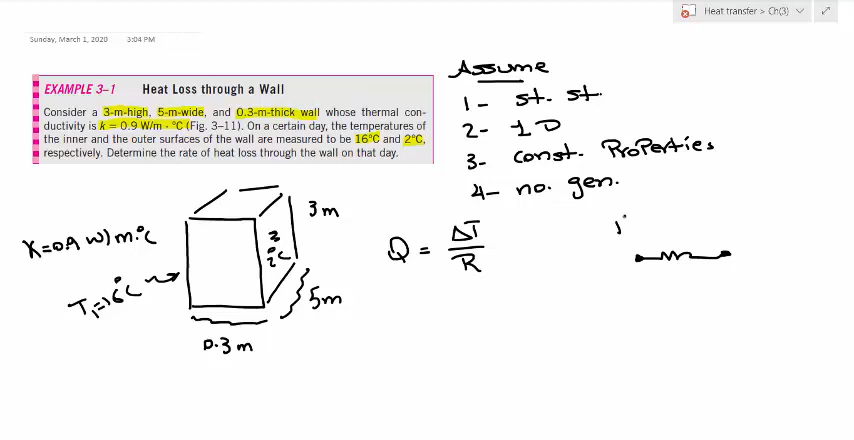 Heat transfer > Ch(3)
Sunday, March 1, 2020 3:04 PM
EXAMPLE 3–1 Heat Loss through a Wall
Consider a 3-m-high, 5-m-wide, and 0.3-m-thick wall whose thermal con-
ductivity is k = 0.9 W/m · °C (Fig. 3–11). On a certain day, the temperatures of
the inner and the outer surfaces of the wall are measured to be 16°C and 2°C,
respectively. Determine the rate of heat loss through the wall on that day.
Assume
1- st. st.
2- 1 D
3- const. Properties
4- no. gen.
3 m
K=0.9 W/m.°C
2°C
T1=16°C
5m
0.3 m
Q = ΔT
R